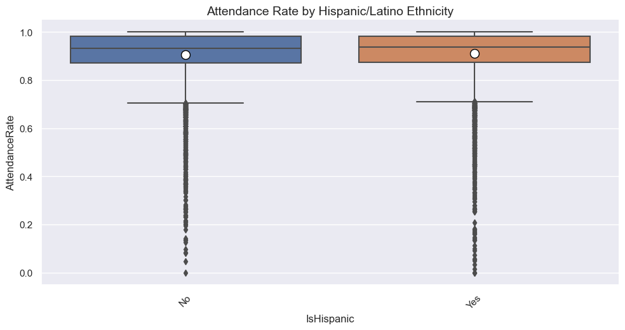 Attendance Rate by Hispanic/Latino Ethnicity
1.0
0.8
0.6
0.4
0.2
0.0
AttendanceRate
No
Yes
IsHispanic